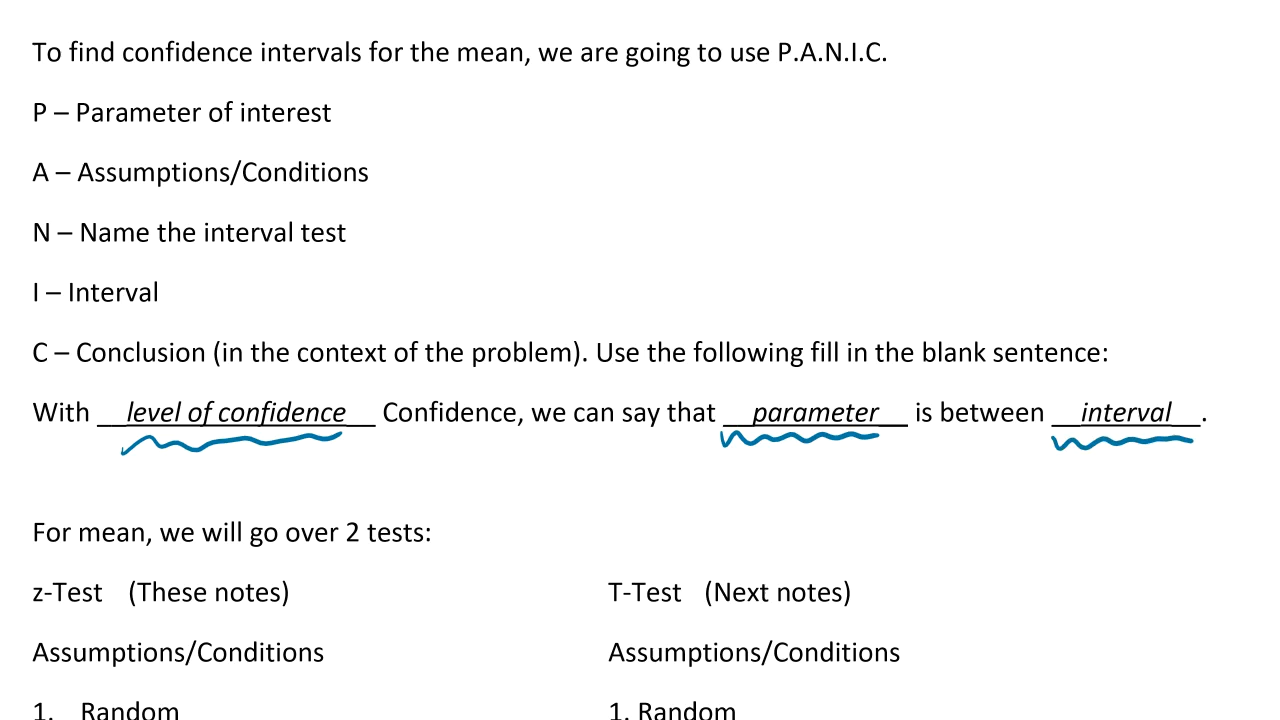 To find confidence intervals for the mean, we are going to use P.A.N.I.C.
P – Parameter of interest
A – Assumptions/Conditions
N – Name the interval test
I – Interval
C – Conclusion (in the context of the problem). Use the following fill in the blank sentence:
With __level of confidence__ Confidence, we can say that __parameter__ is between __interval__.
For mean, we will go over 2 tests:
z-Test (These notes) T-Test (Next notes)
Assumptions/Conditions Assumptions/Conditions
1. Random 1. Random